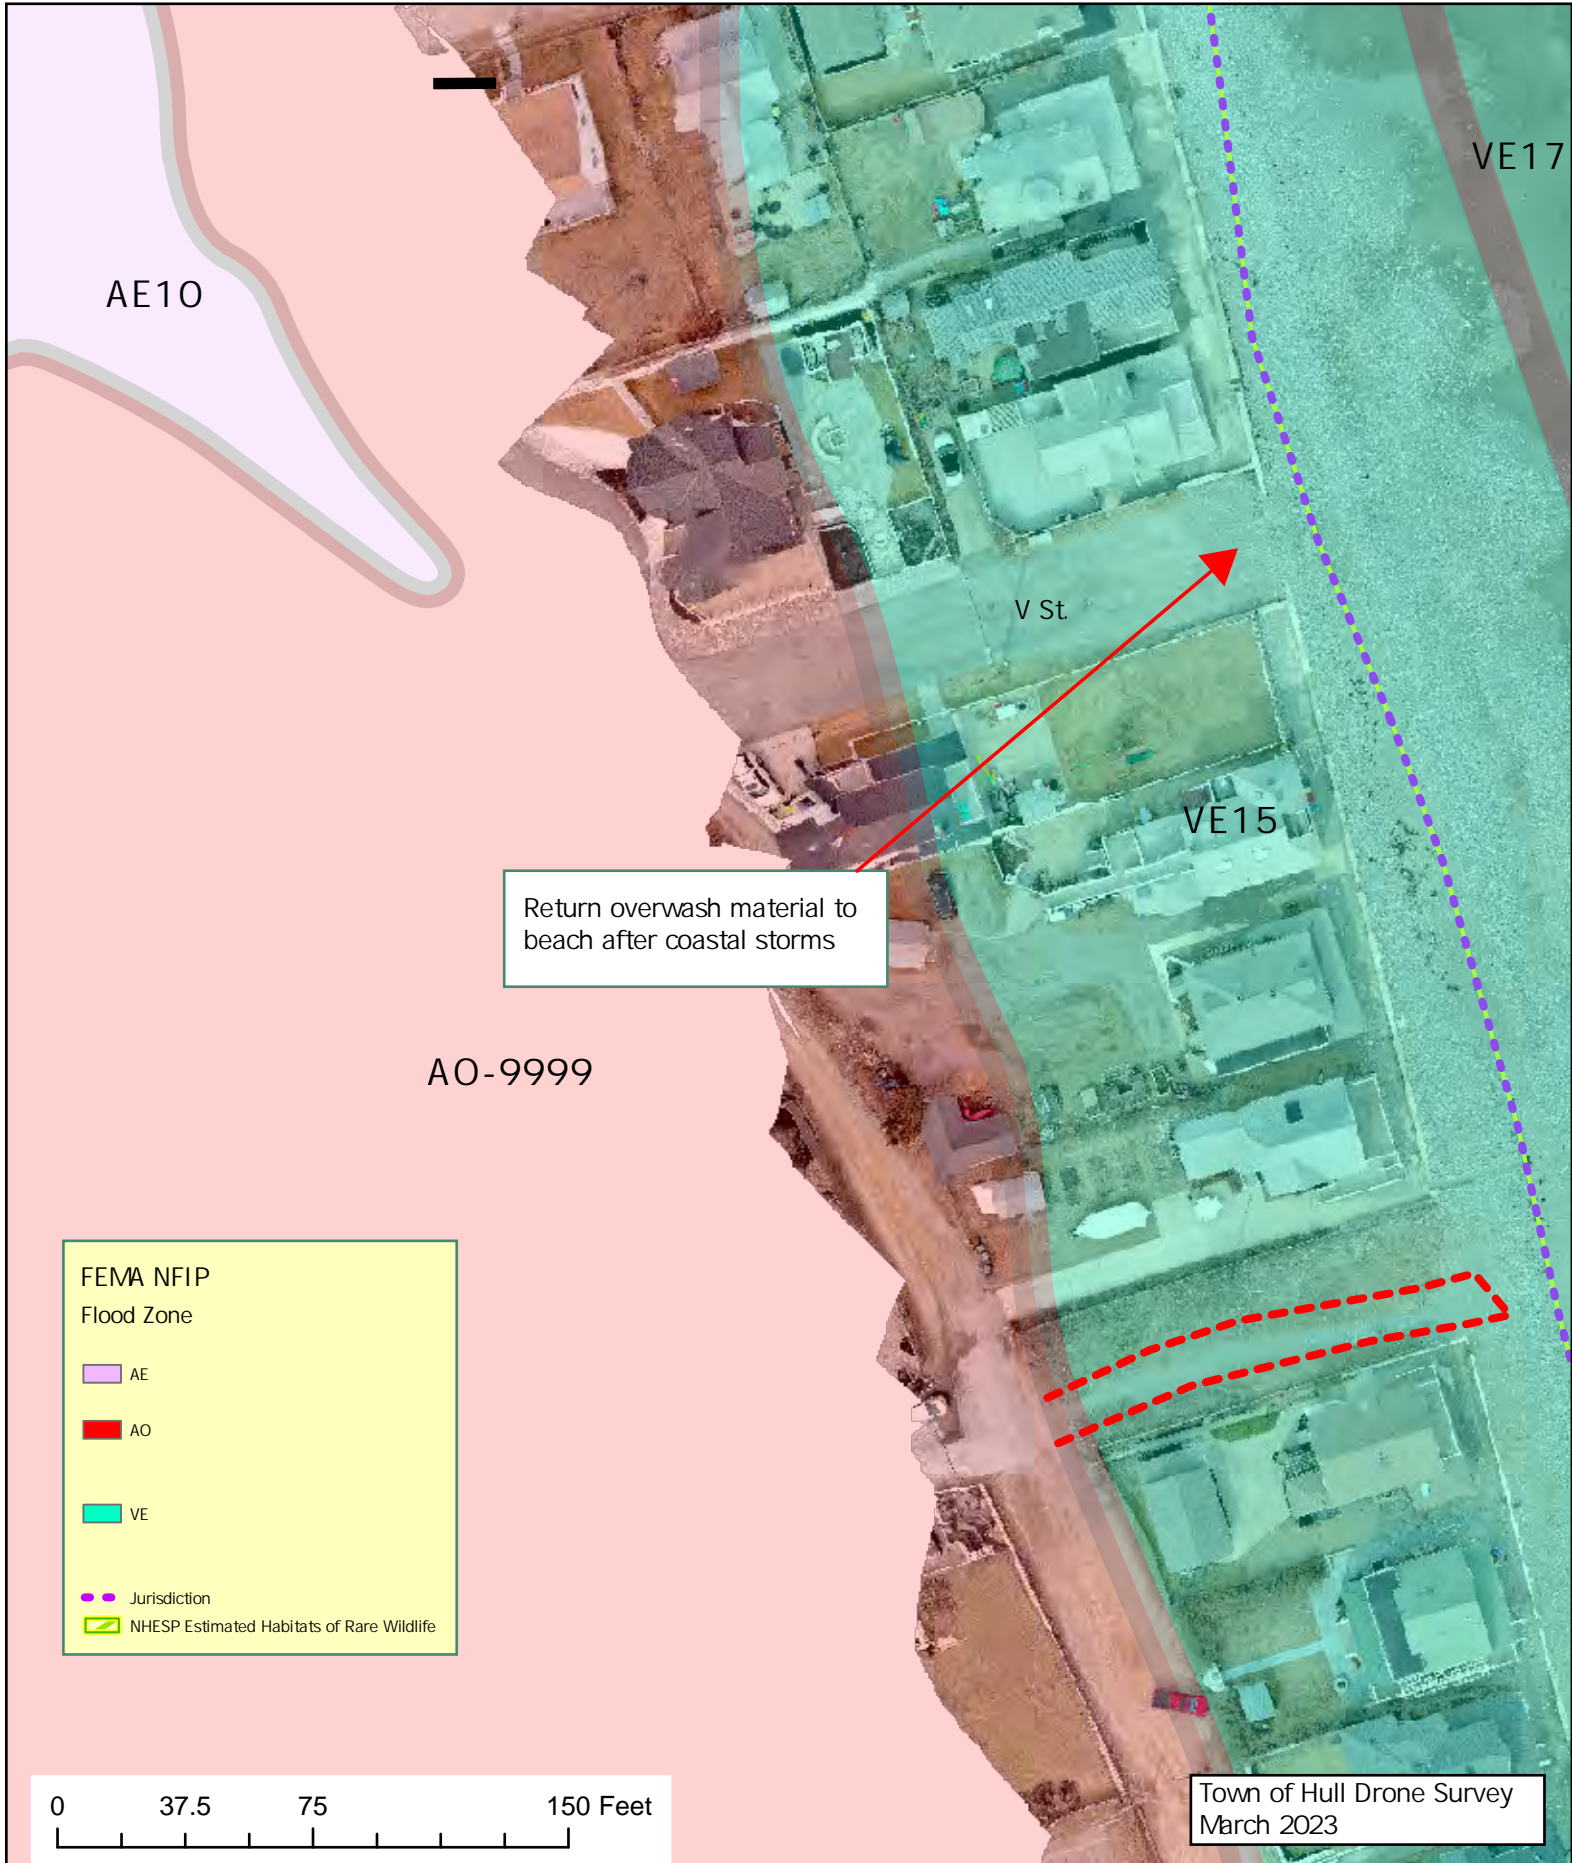 VE17
AE10
V St.
VE15
Return overwash material to
beach after coastal storms
AO-9999
FEMA NFIP
Flood Zone
AE
AO
VE
Jurisdiction
NHESP Estimated Habitats of Rare Wildlife
0 37.5 75 150 Feet
Town of Hull Drone Survey
March 2023